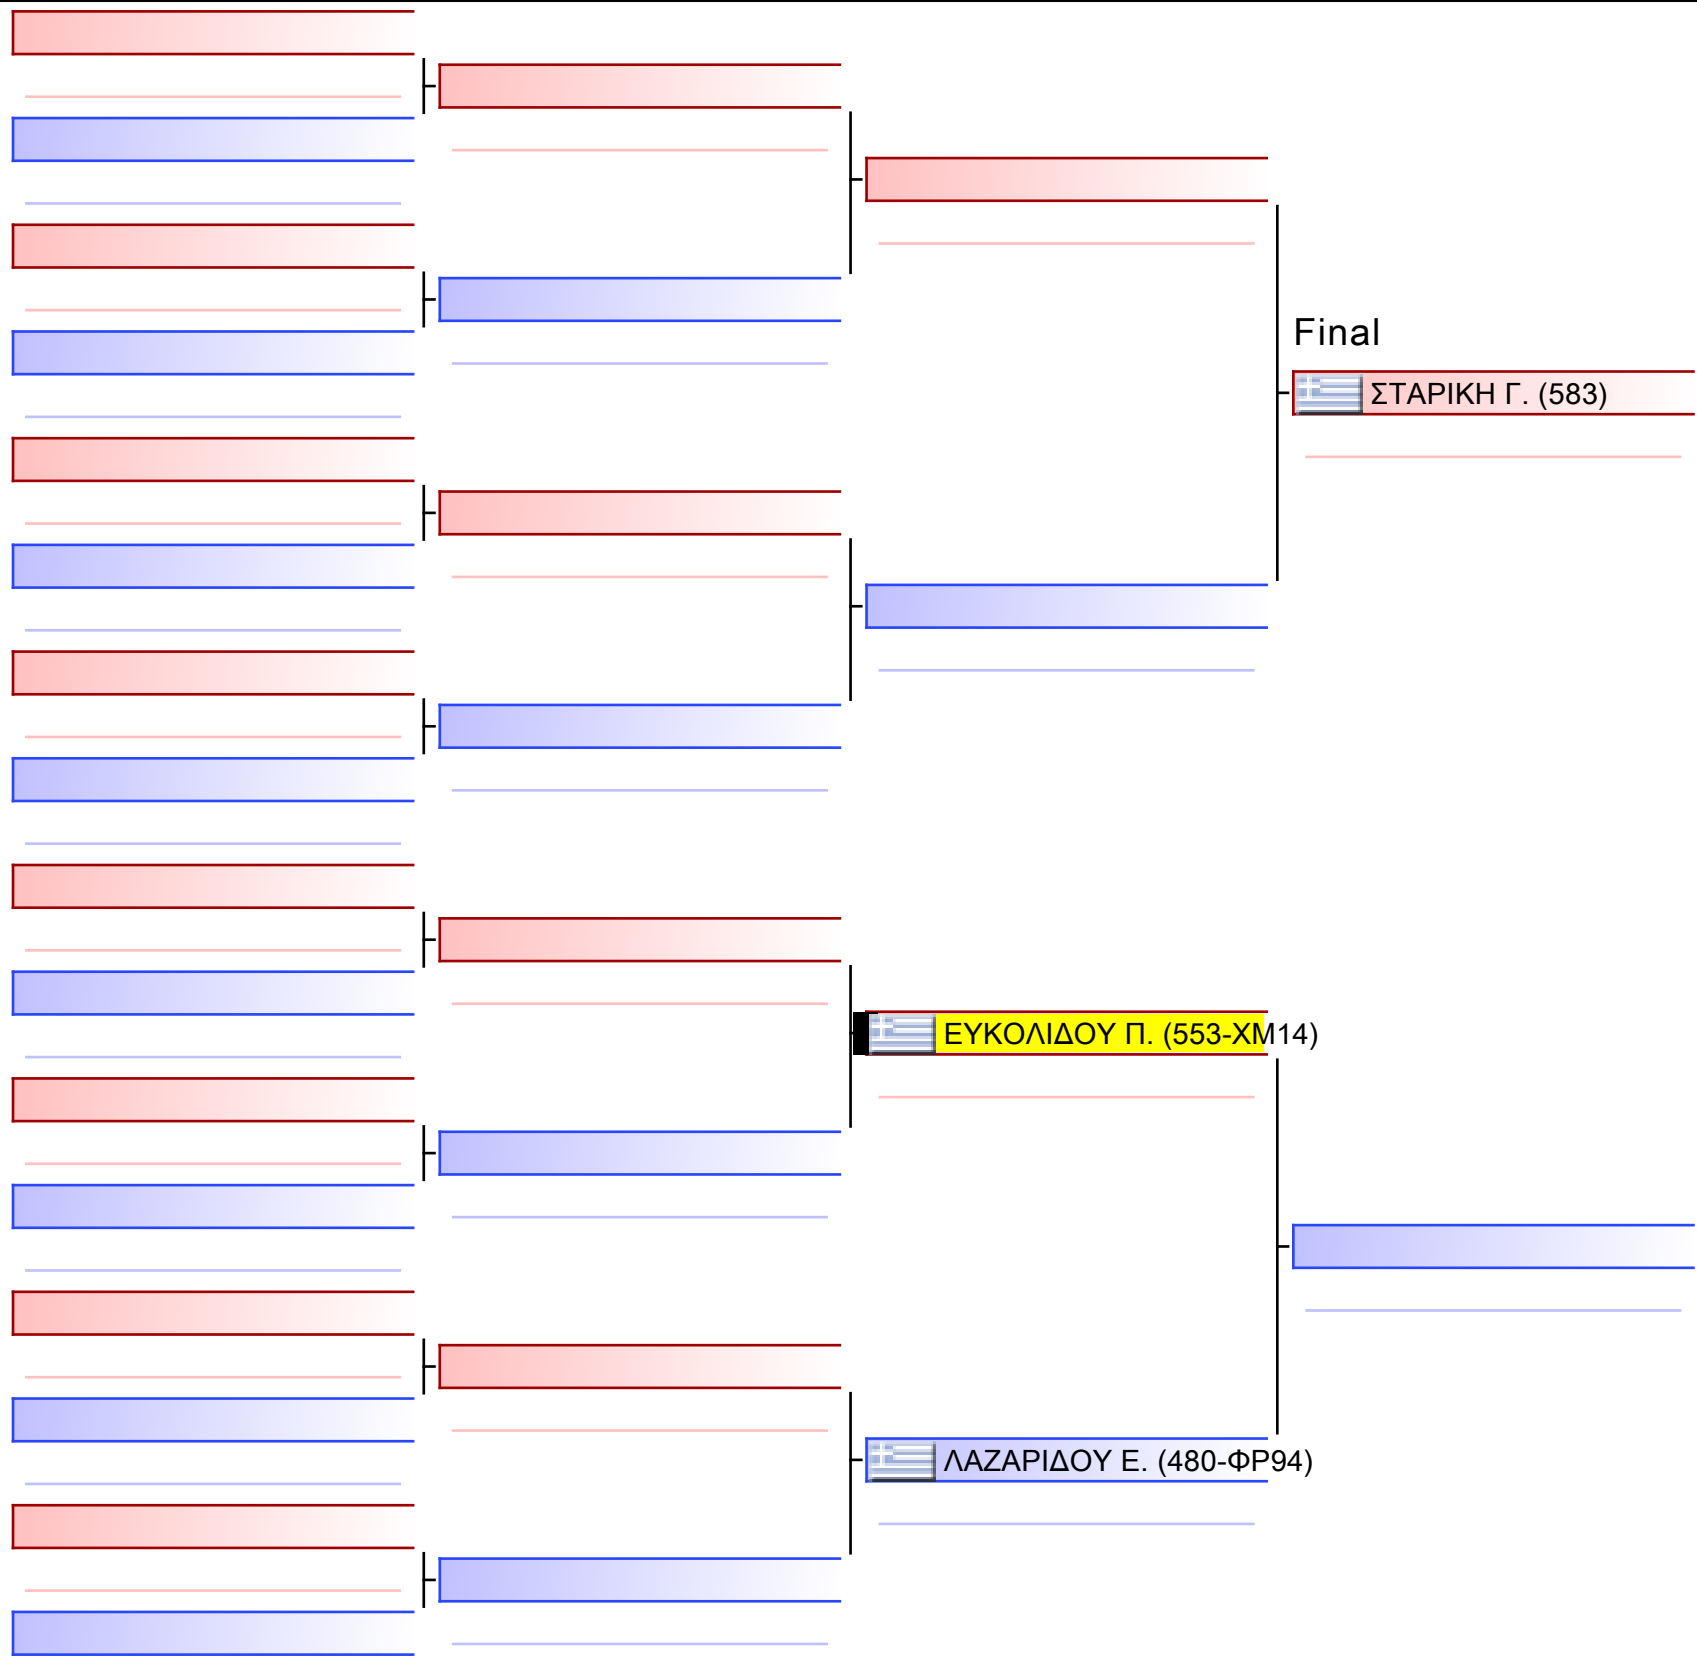 Final
ΣΤΑΡΙΚΗ Γ. (583)
ΕΥΚΟΛΙΔΟΥ Π. (553-ΧΜ14)
ΛΑΖΑΡΙΔΟΥ Ε. (480-ΦΡ94)